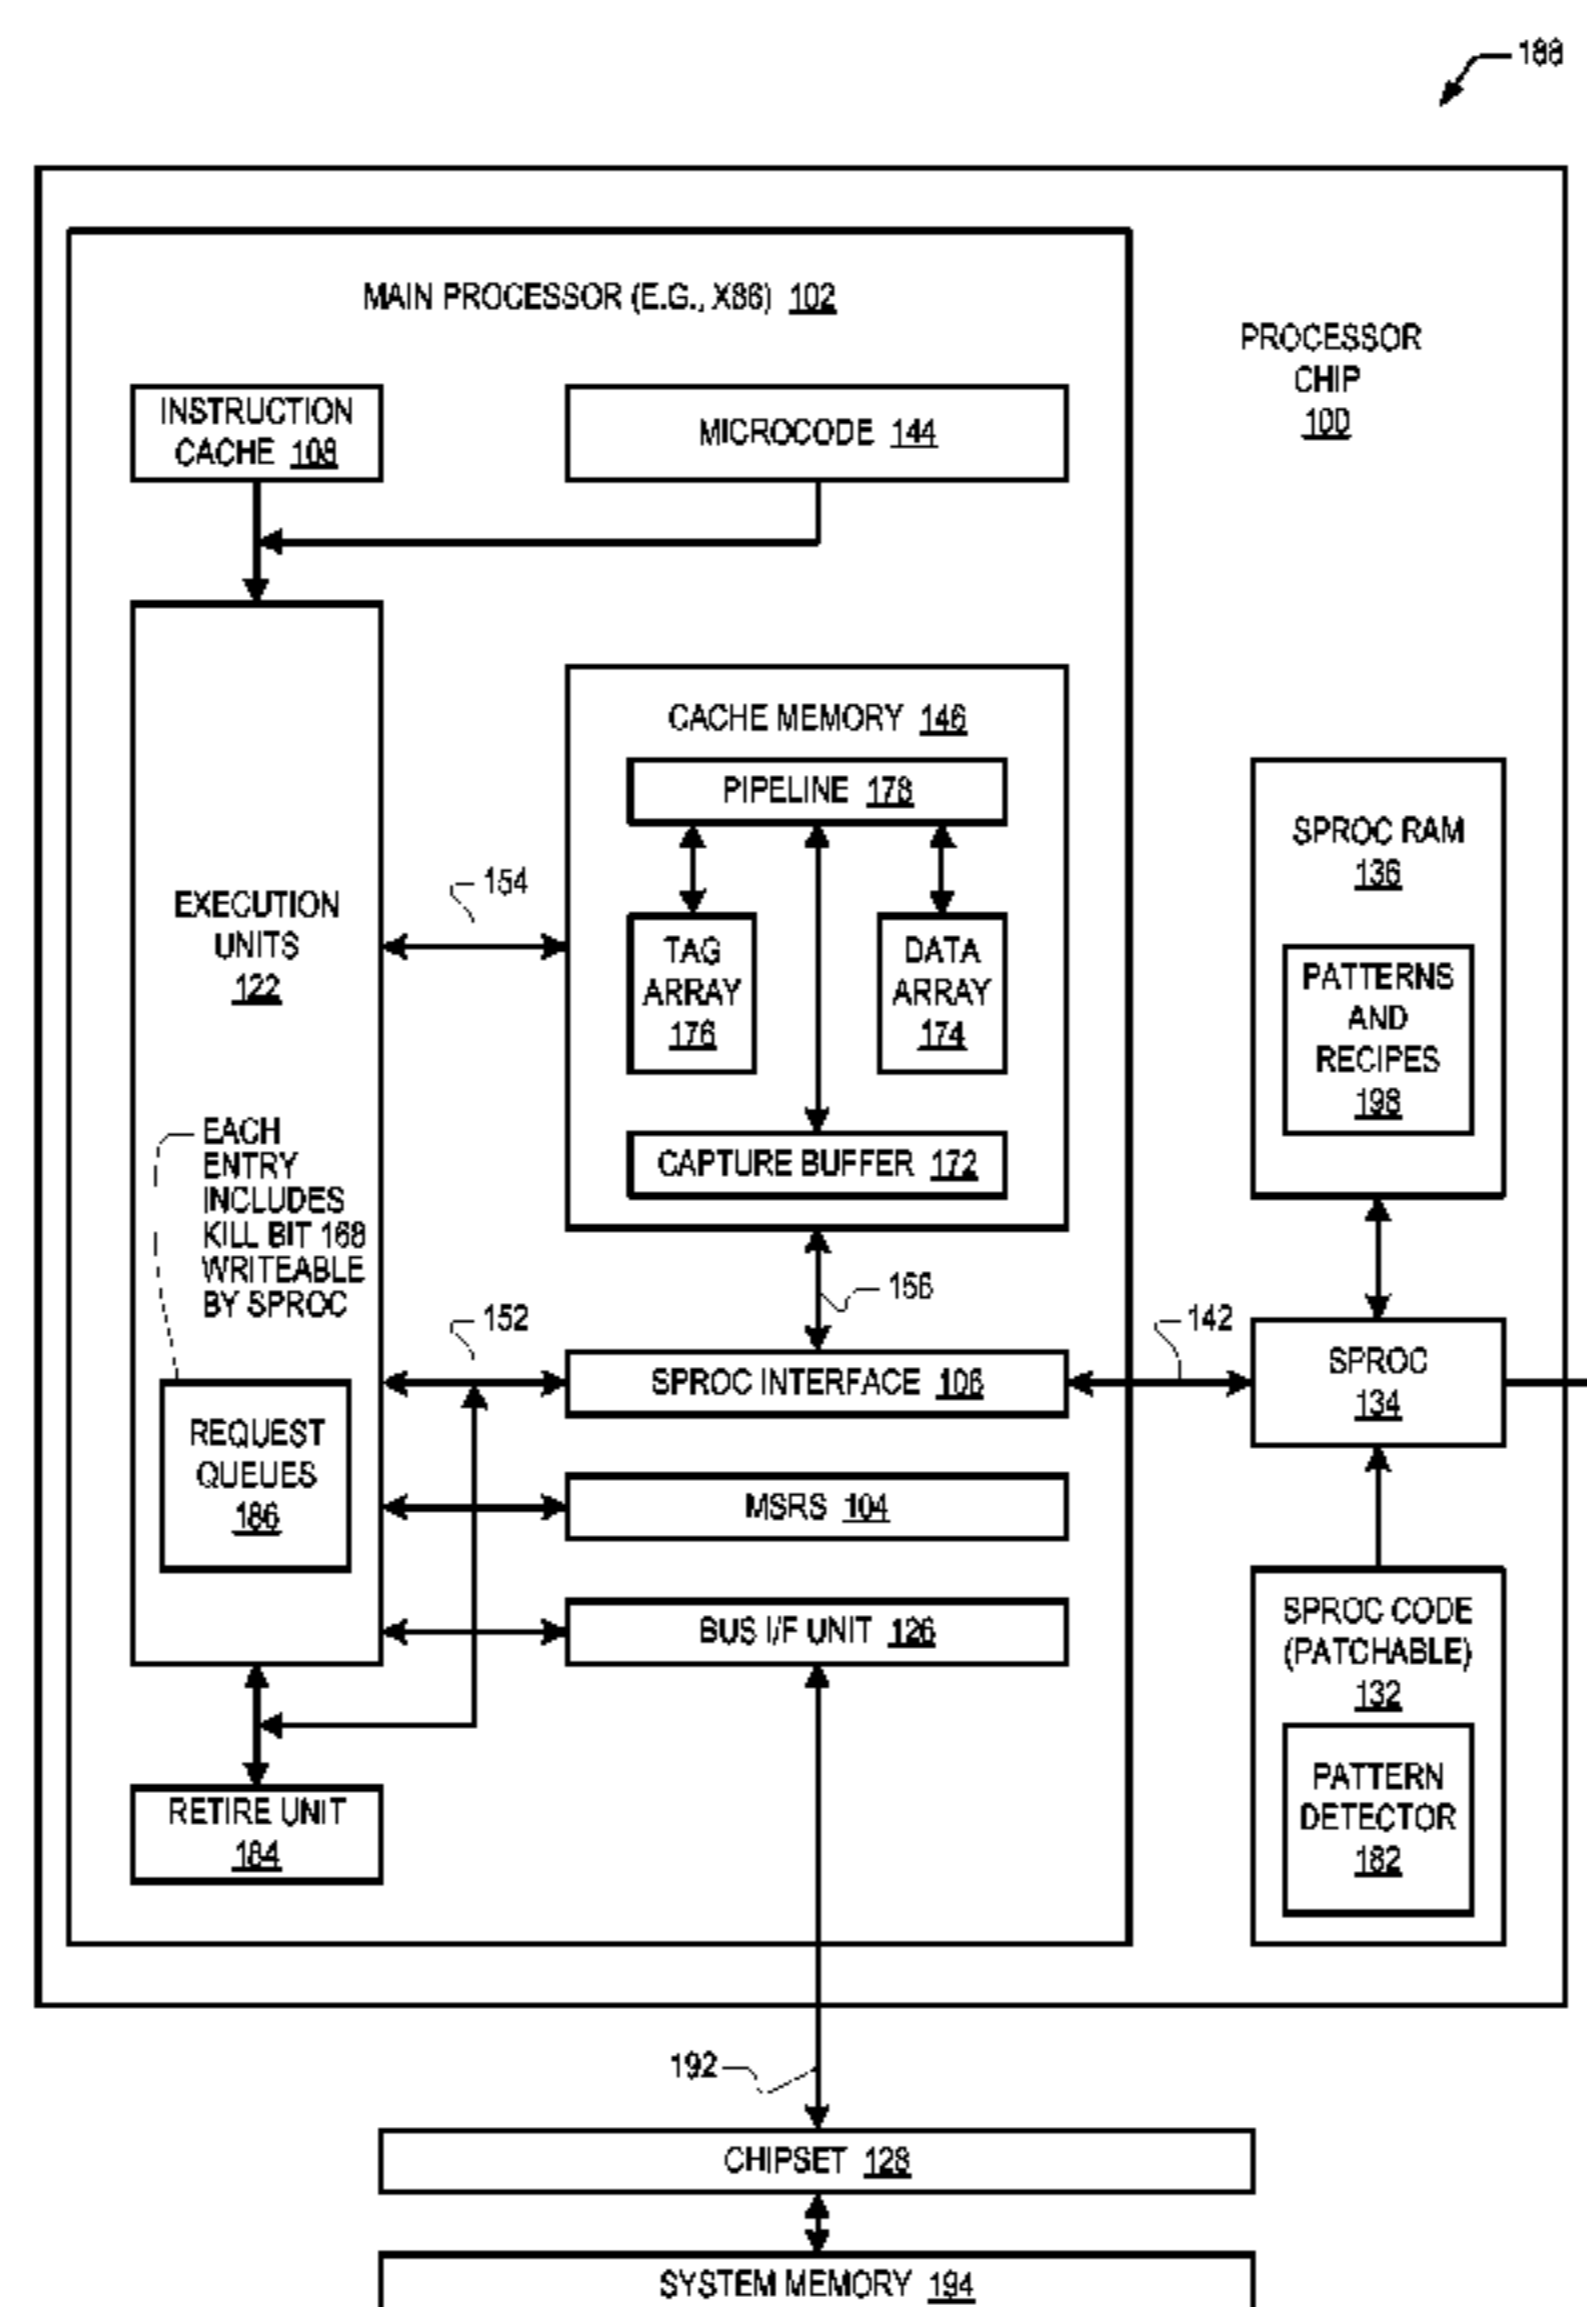 188
MAIN PROCESSOR (E.G., X86) 102
PROCESSOR
CHIP
100
INSTRUCTION
CACHE 108
MICROCODE 144
EXECUTION
UNITS
122
154
CACHE MEMORY 146
PIPELINE 178
TAG
ARRAY
176
DATA
ARRAY
174
CAPTURE BUFFER 172
SPROC RAM
136
PATTERNS
AND
RECIPES
198
EACH
ENTRY
INCLUDES
KILL BIT 168
WRITEABLE
BY SPROC
REQUEST
QUEUES
186
152
156
142
SPROC INTERFACE 106
SPROC
134
MSRS 104
BUS I/F UNIT 126
SPROC CODE
(PATCHABLE)
132
PATTERN
DETECTOR
182
RETIRE UNIT
184
192
CHIPSET 128
SYSTEM MEMORY 194